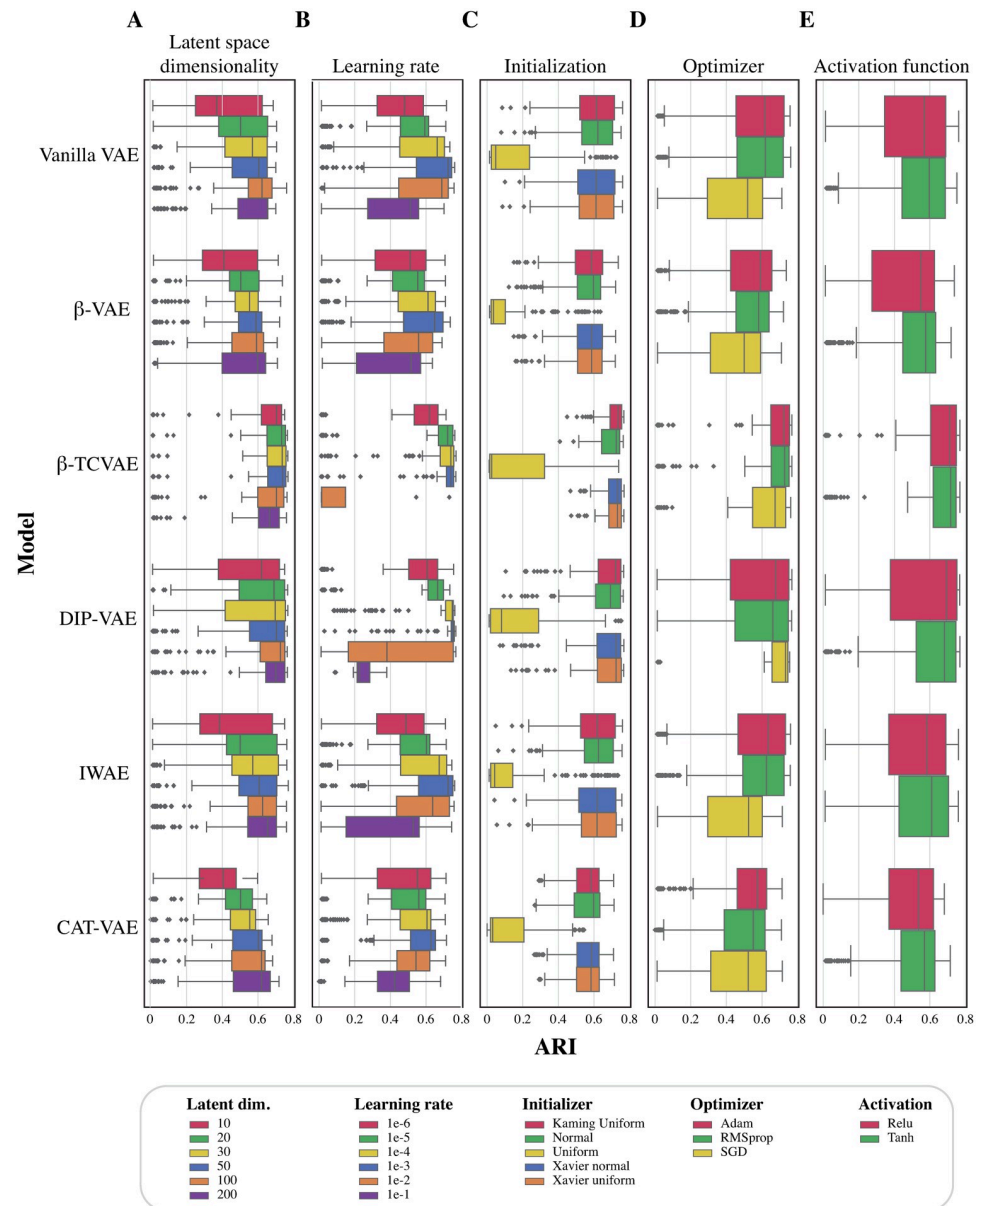 A B C D E
Latent space
dimensionality Learning rate Initialization Optimizer Activation function
Vanilla VAE
β-VAE
β-TCVAE
DIP-VAE
IWAE
CAT-VAE
Model
0 0.2 0.4 0.6 0.8 0 0.2 0.4 0.6 0.8 0 0.2 0.4 0.6 0.8 0 0.2 0.4 0.6 0.8 0 0.2 0.4 0.6 0.8
ARI
Latent dim.
10
20
30
50
100
200
Learning rate
1e-6
1e-5
1e-4
1e-3
1e-2
1e-1
Initializer
Kaming Uniform
Normal
Uniform
Xavier normal
Xavier uniform
Optimizer
Adam
RMSprop
SGD
Activation
Relu
Tanh